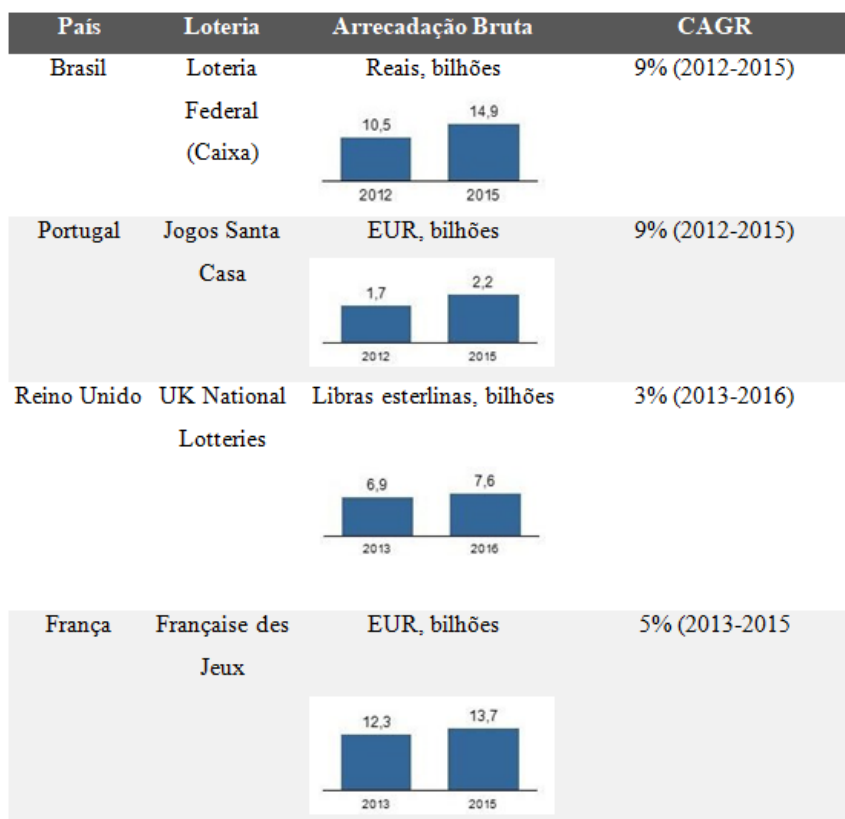 País Loteria Arrecadação Bruta CAGR
Brasil Loteria Reais, bilhões 9% (2012-2015)
Federal
(Caixa)
10,5 14,9
2012 2015
Portugal Jogos Santa EUR, bilhões 9% (2012-2015)
Casa
1,7 2,2
2012 2015
Reino Unido UK National Libras esterlinas, bilhões 3% (2013-2016)
Lotteries
6,9 7,6
2013 2016
França Française des EUR, bilhões 5% (2013-2015
Jeux
12,3 13,7
2013 2015